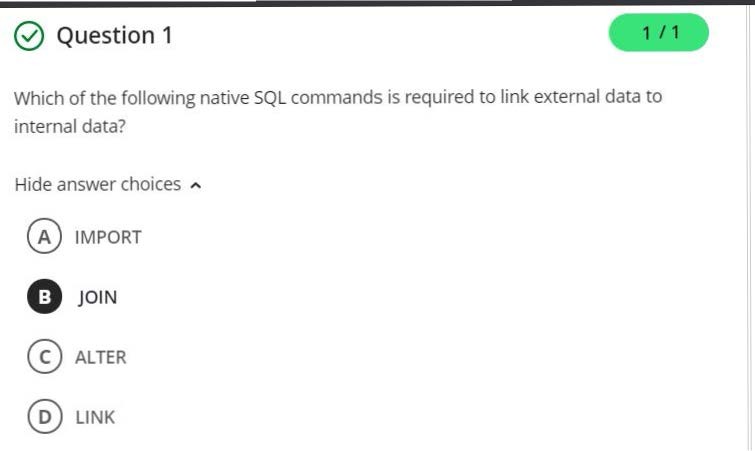 Question 1
1 / 1
Which of the following native SQL commands is required to link external data to
internal data?
Hide answer choices
A IMPORT
B JOIN
C ALTER
D LINK